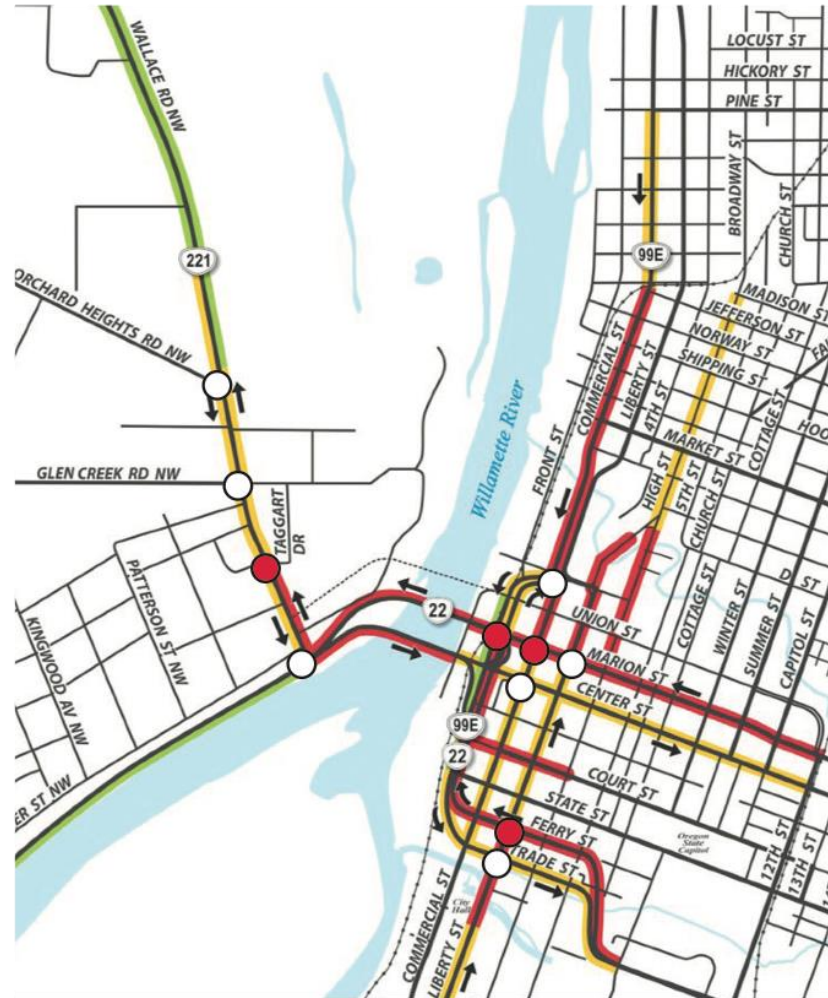 LOCUST ST
HICKORY ST
PINE ST
WALLACE RD NW
BROADWAY ST
CHURCH ST
221
99E
ORCHARD HEIGHTS RD NW
MADISON ST
JEFFERSON ST
NORWAY ST
SHIPPING ST
COMMERCIAL ST
LIBERTY ST
4TH ST
COTTAGE ST
MARKET ST
FRONT ST
Willamette River
GLEN CREEK RD NW
HIGH ST
5TH ST
CHURCH ST
TAGGART
DR
PATTERSON ST NW
KINGWOOD AV NW
22
UNION ST
D ST
COTTAGE ST
WINTER ST
SUMMER ST
CAPITOL ST
MARION ST
CENTER ST
99E
22
COURT ST
STATE ST
FERRY ST
TRADE ST
Oregon
State
Capitol
12TH ST
13TH ST
ER ST NW
City
COMMERCIAL ST
LIBERTY ST